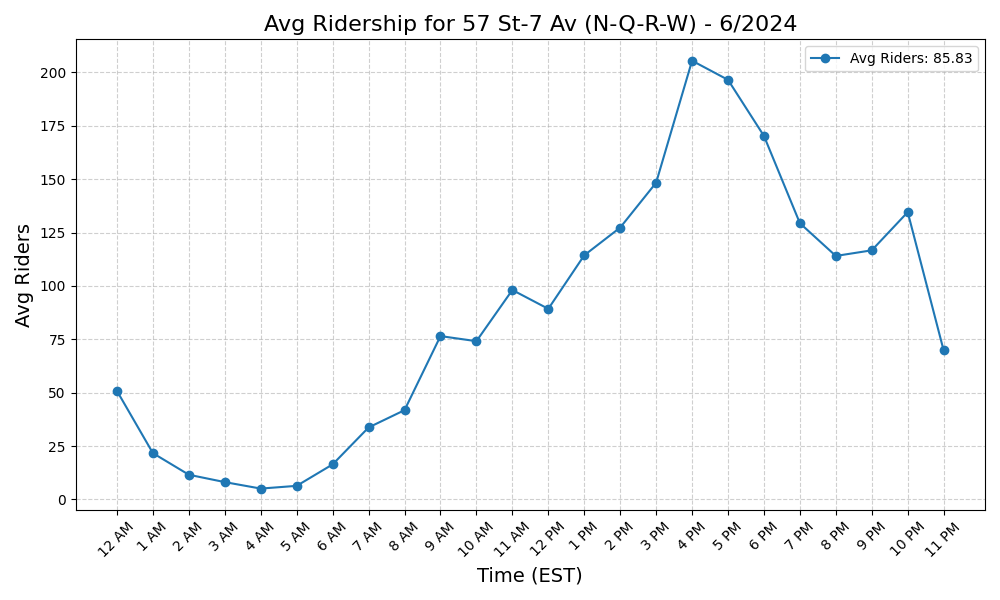 Avg Ridership for 57 St-7 Av (N-Q-R-W) - 6/2024
Avg Riders: 85.83
Avg Riders
200
175
150
125
100
75
50
25
0
12 AM
1 AM
2 AM
3 AM
4 AM
5 AM
6 AM
7 AM
8 AM
9 AM
10 AM
11 AM
12 PM
1 PM
2 PM
3 PM
4 PM
5 PM
6 PM
7 PM
8 PM
9 PM
10 PM
11 PM
Time (EST)